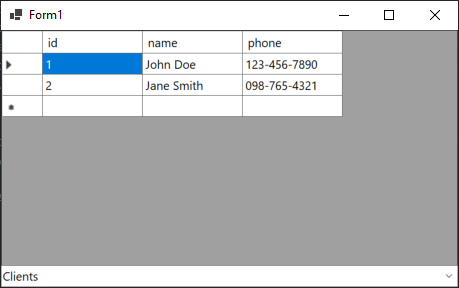 Form1
id name phone
1 John Doe 123-456-7890
2 Jane Smith 098-765-4321
Clients